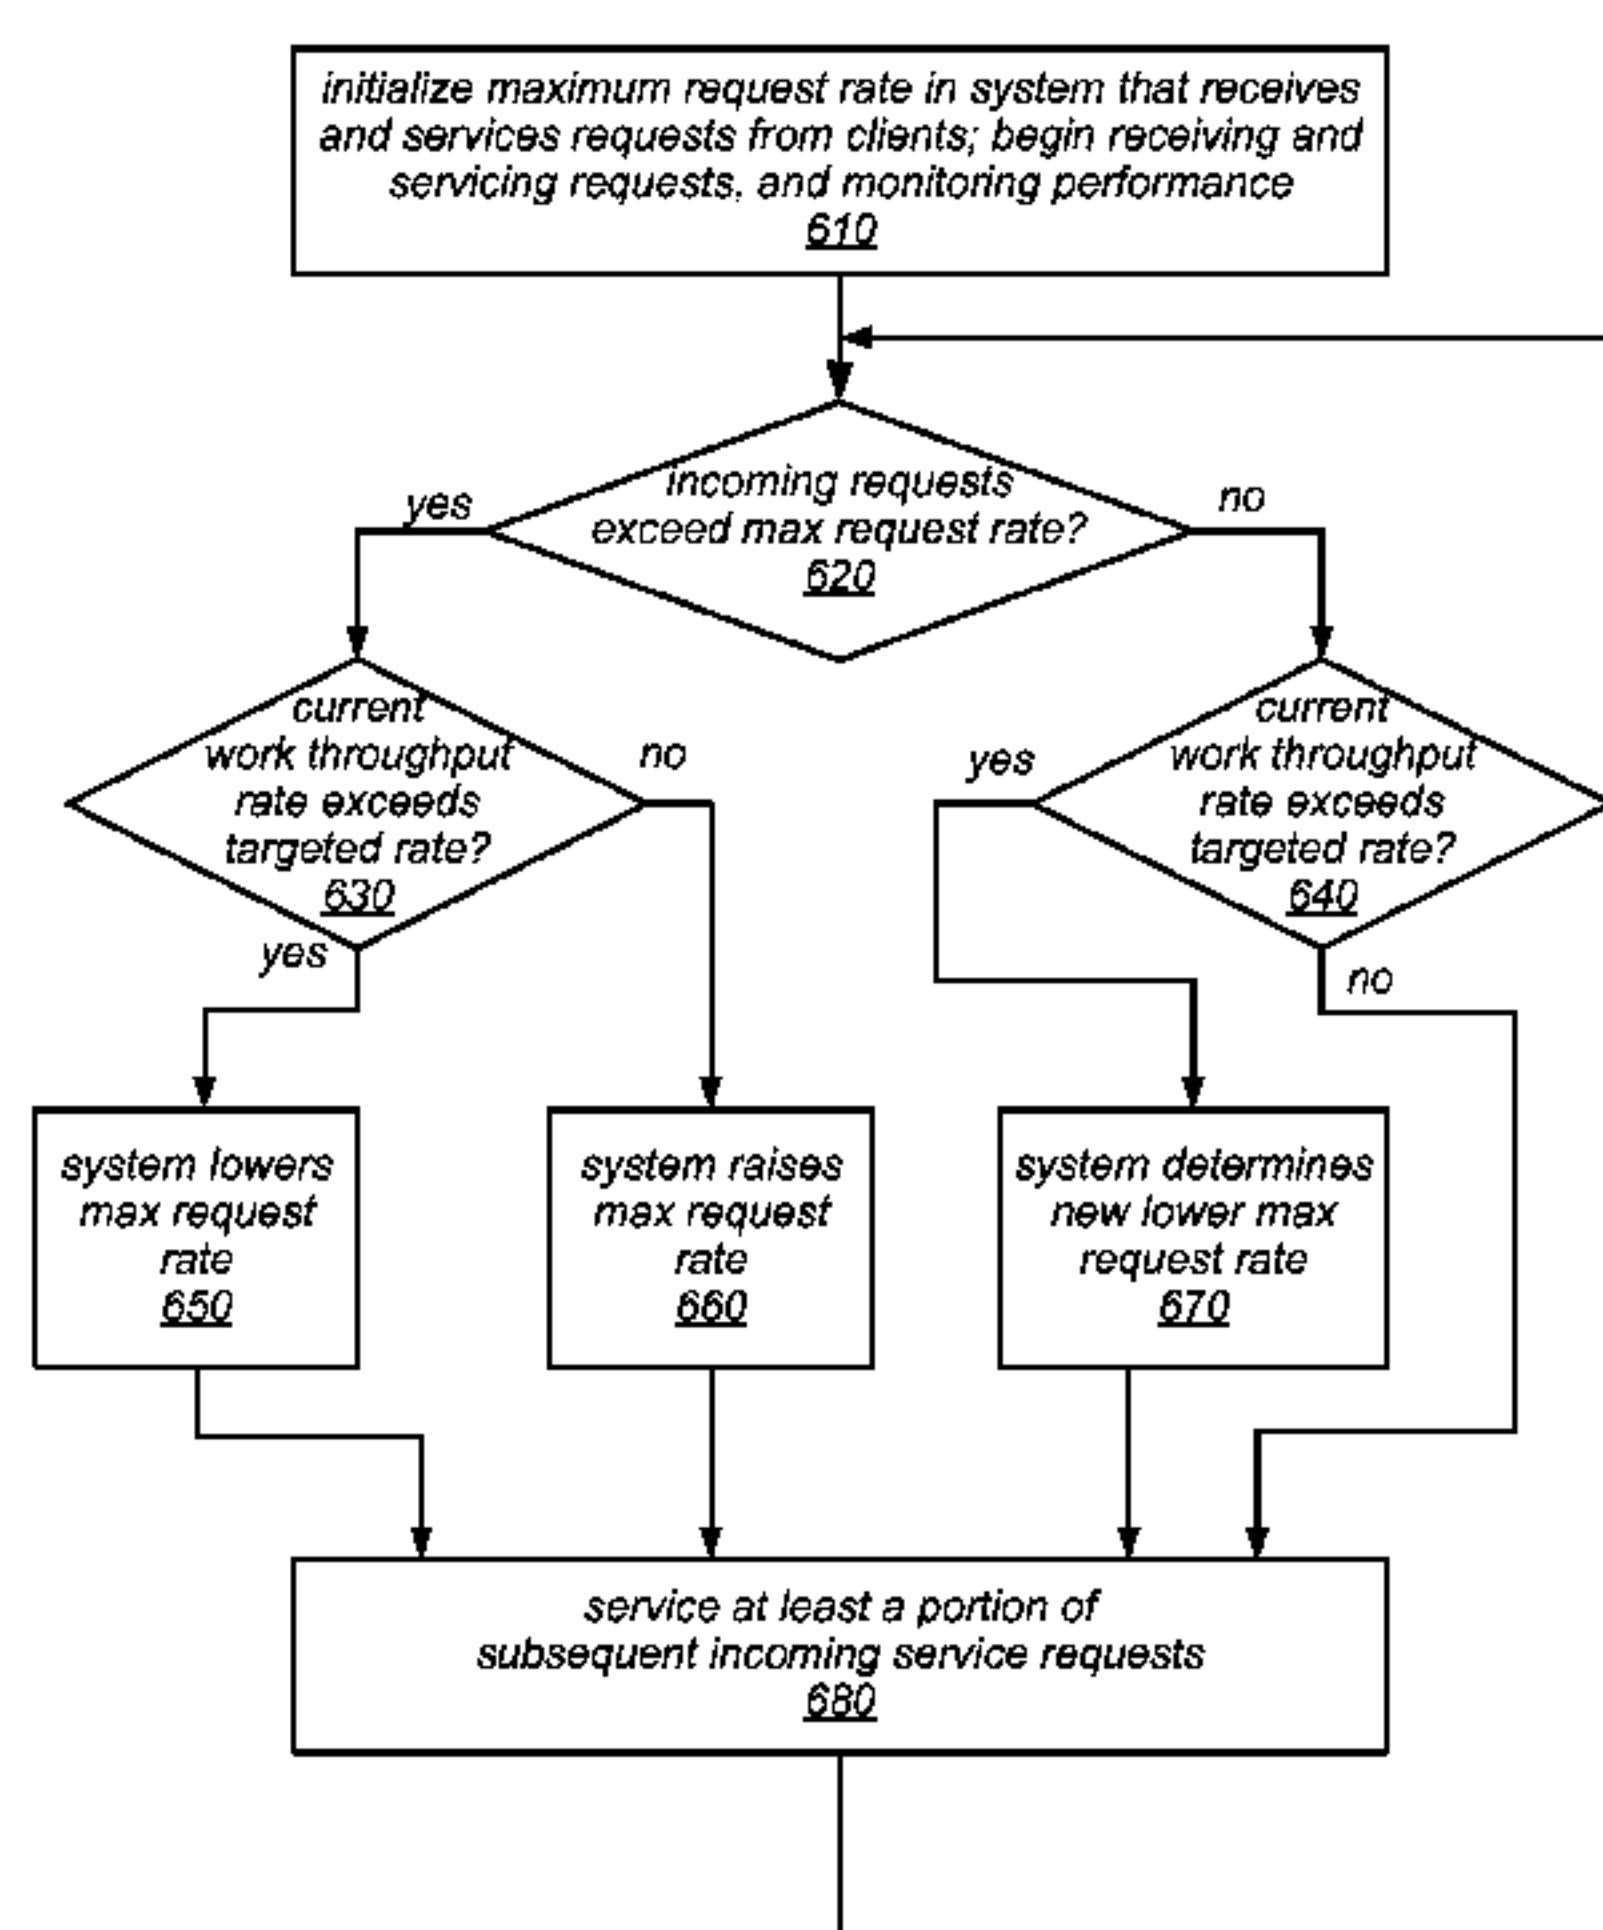 initialize maximum request rate in system that receives
and services requests from clients; begin receiving and
servicing requests, and monitoring performance
610
yes
incoming requests
exceed max request rate?
620
no
current
work throughput
rate exceeds
targeted rate?
630
no
yes
yes
current
work throughput
rate exceeds
targeted rate?
640
no
system lowers
max request
rate
650
system raises
max request
rate
660
system determines
new lower max
request rate
670
service at least a portion of
subsequent incoming service requests
680